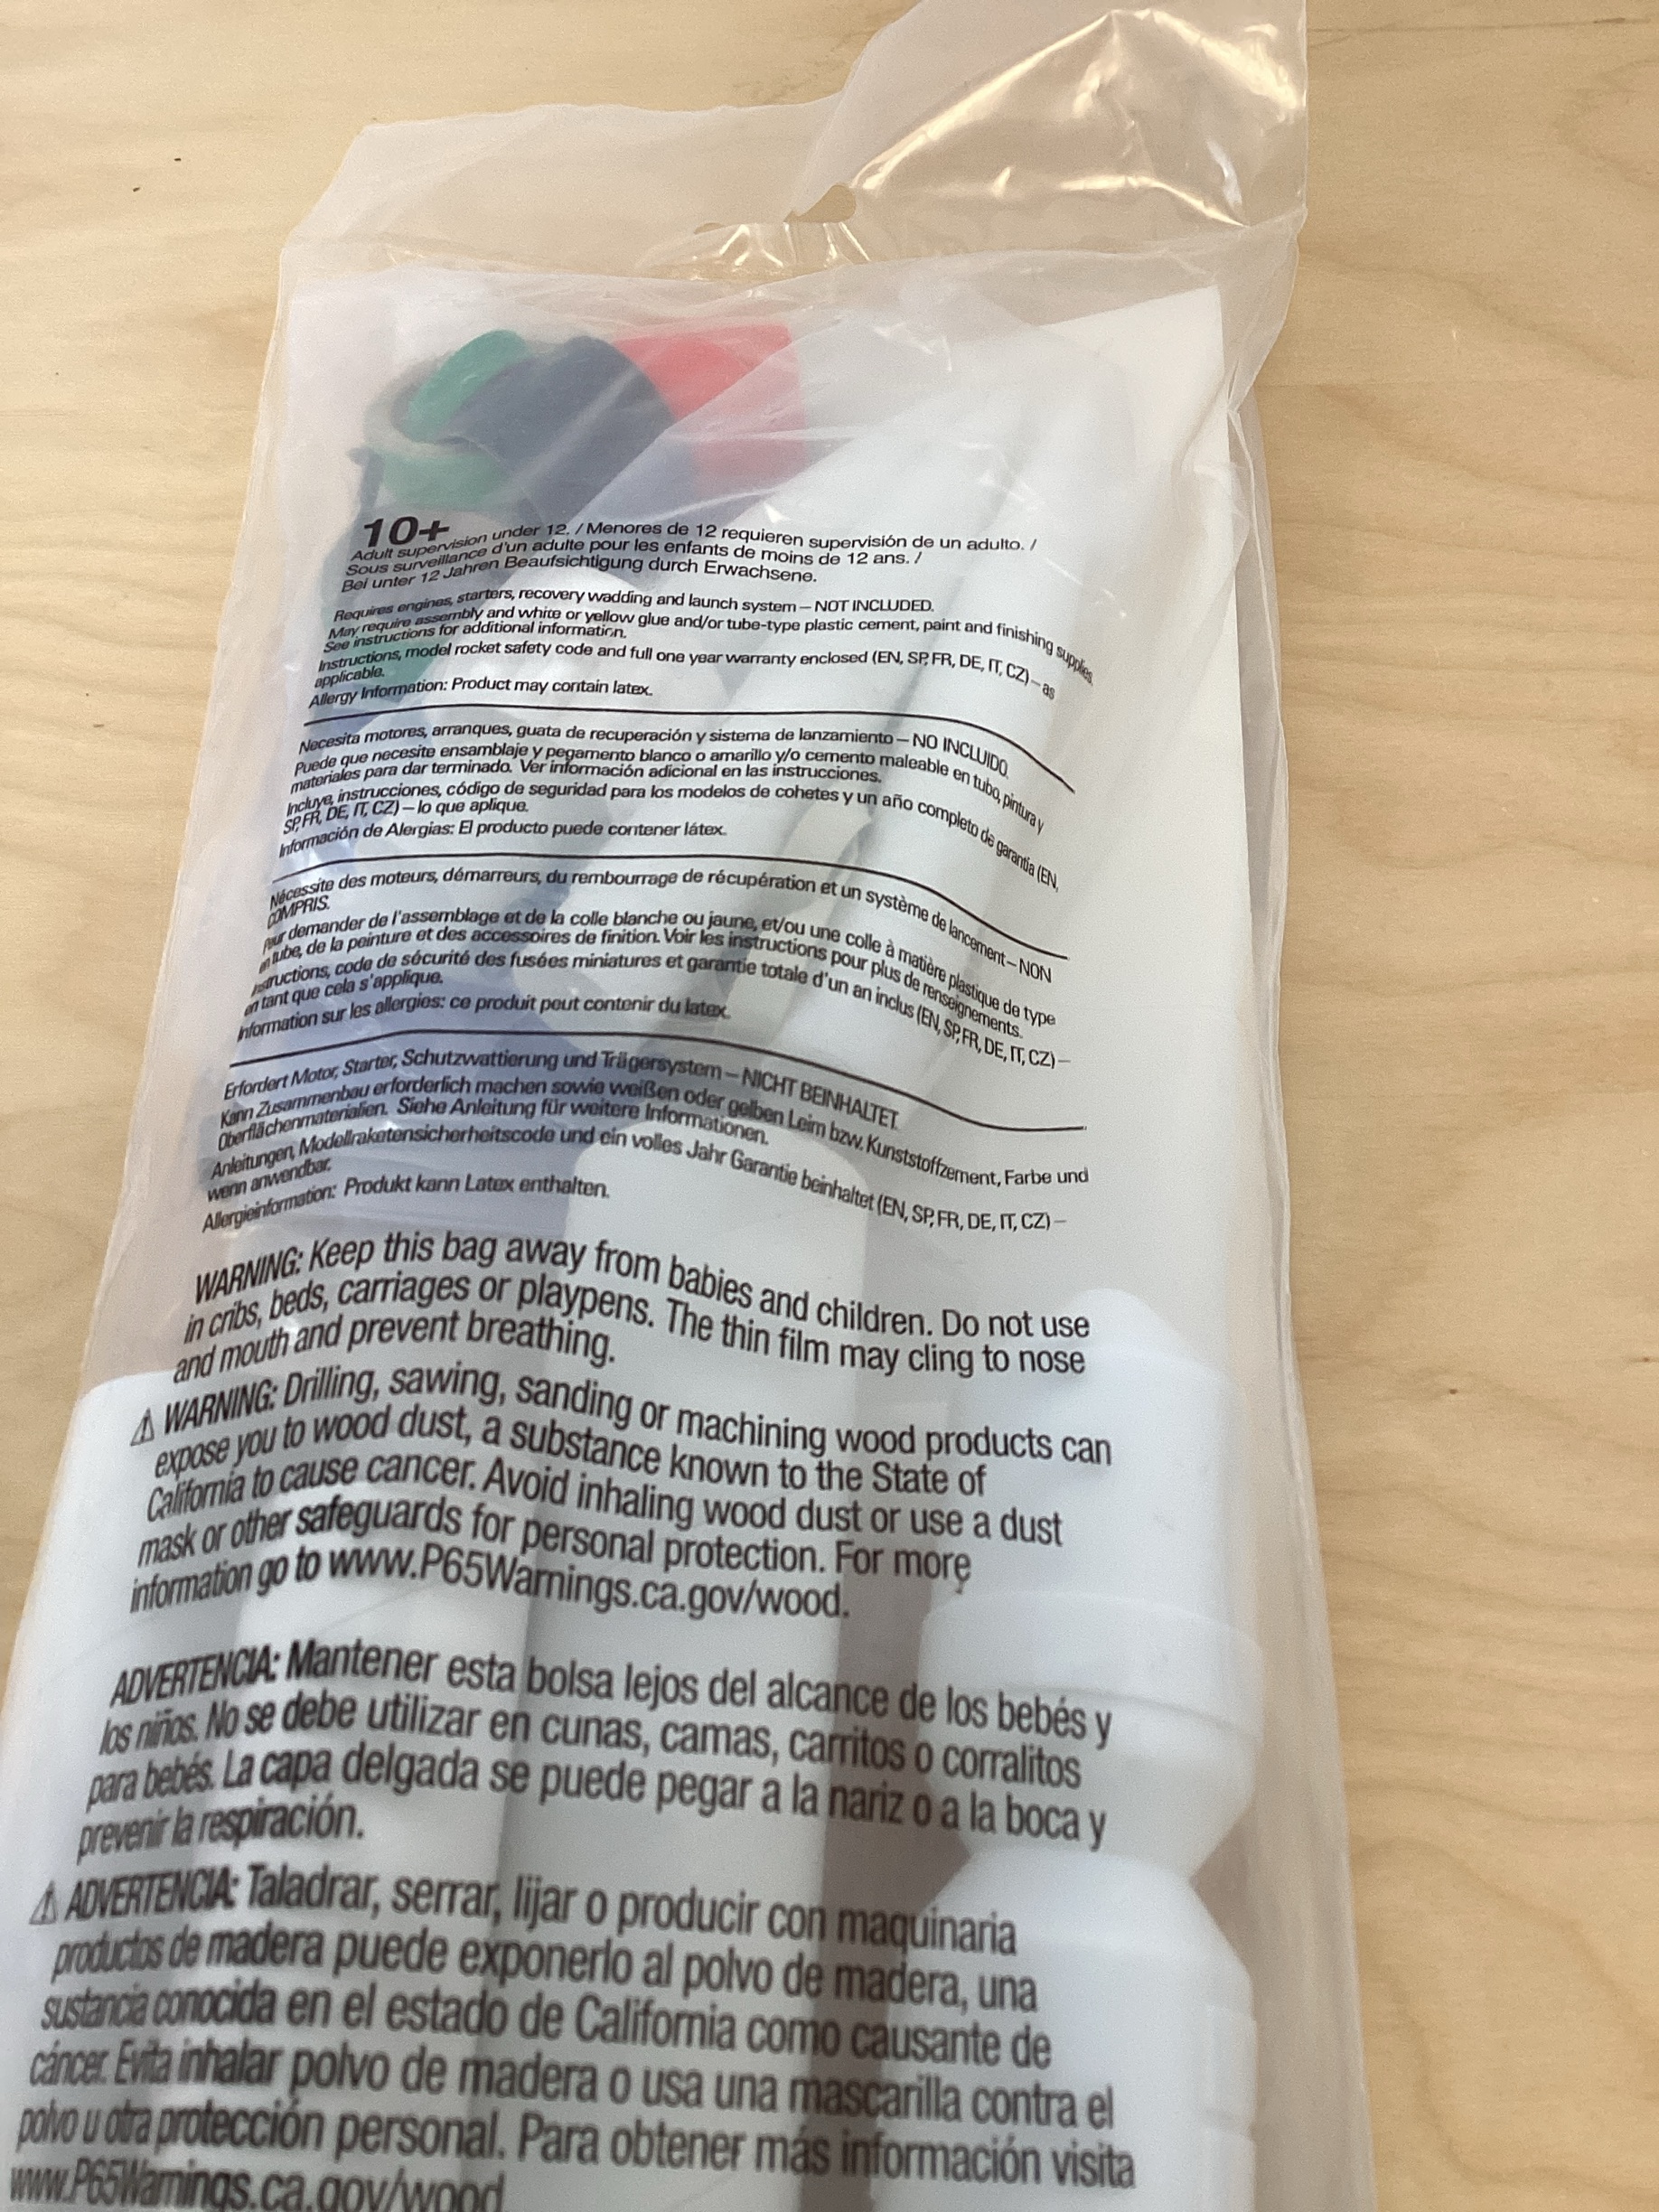 10+
Adult supervision under 12. / Menores de 12 requieren supervisión de un adulto. /
Sous surveillance d'un adulte pour les enfants de moins de 12 ans. /
Bei unter 12 Jahren Beaufsichtigung durch Erwachsene.
Requires engines, starters, recovery wadding and launch system – NOT INCLUDED.
May require assembly and white or yellow glue and/or tube-type plastic cement, paint and finishing supplies.
See instructions for additional information.
Instructions, model rocket safety code and full one year warranty enclosed (EN, SP, FR, DE, IT, CZ) – as
applicable.
Allergy Information: Product may contain latex.
Necesita motores, arranques, guata de recuperación y sistema de lanzamiento – NO INCLUIDO.
Puede que necesite ensamblaje y pegamento blanco o amarillo y/o cemento maleable en tubo, pintura y
materiales para dar terminado. Ver información adicional en las instrucciones.
Incluye, instrucciones, código de seguridad para los modelos de cohetes y un año completo de garantia (EN,
SP, FR, DE, IT, CZ) – lo que aplique.
Información de Alergias: El producto puede contener látex.
Nécessite des moteurs, démarreurs, du rembourrage de récupération et un système de lancement – NON
COMPRIS.
Peur demander de l'assemblage et de la colle blanche ou jaune, et/ou une colle à matière plastique de type
en tube, de la peinture et des accessoires de finition. Voir les instructions pour plus de renseignements.
Instructions, code de sécurité des fusées miniatures et garantie totale d'un an inclus (EN, SP, FR, DE, IT, CZ) –
en tant que cela s'applique.
Information sur les allergies: ce produit peut contenir du latex.
Erfordert Motor, Starter, Schutzwattierung und Trägersystem – NICHT BEINHALTET.
Kann Zusammenbau erforderlich machen sowie weißen oder gelben Leim bzw. Kunststoffzement, Farbe und
Oberflächenmaterialien. Siehe Anleitung für weitere Informationen.
Anleitungen, Modellraketensicherheitscode und ein volles Jahr Garantie beinhaltet (EN, SP, FR, DE, IT, CZ) –
wenn anwendbar.
Allergieinformation: Produkt kann Latex enthalten.
WARNING: Keep this bag away from babies and children. Do not use
in cribs, beds, carriages or playpens. The thin film may cling to nose
and mouth and prevent breathing.
⚠ WARNING: Drilling, sawing, sanding or machining wood products can
expose you to wood dust, a substance known to the State of
California to cause cancer. Avoid inhaling wood dust or use a dust
mask or other safeguards for personal protection. For more
information go to www.P65Warnings.ca.gov/wood.
ADVERTENCIA: Mantener esta bolsa lejos del alcance de los bebés y
los niños. No se debe utilizar en cunas, camas, carritos o corralitos
para bebés. La capa delgada se puede pegar a la nariz o a la boca y
prevenir la respiración.
⚠ ADVERTENCIA: Taladrar, serrar, lijar o producir con maquinaria
productos de madera puede exponerlo al polvo de madera, una
sustancia conocida en el estado de California como causante de
cáncer. Evita inhalar polvo de madera o usa una mascarilla contra el
polvo u otra protección personal. Para obtener más información visita
www.P65Warnings.ca.gov/wood